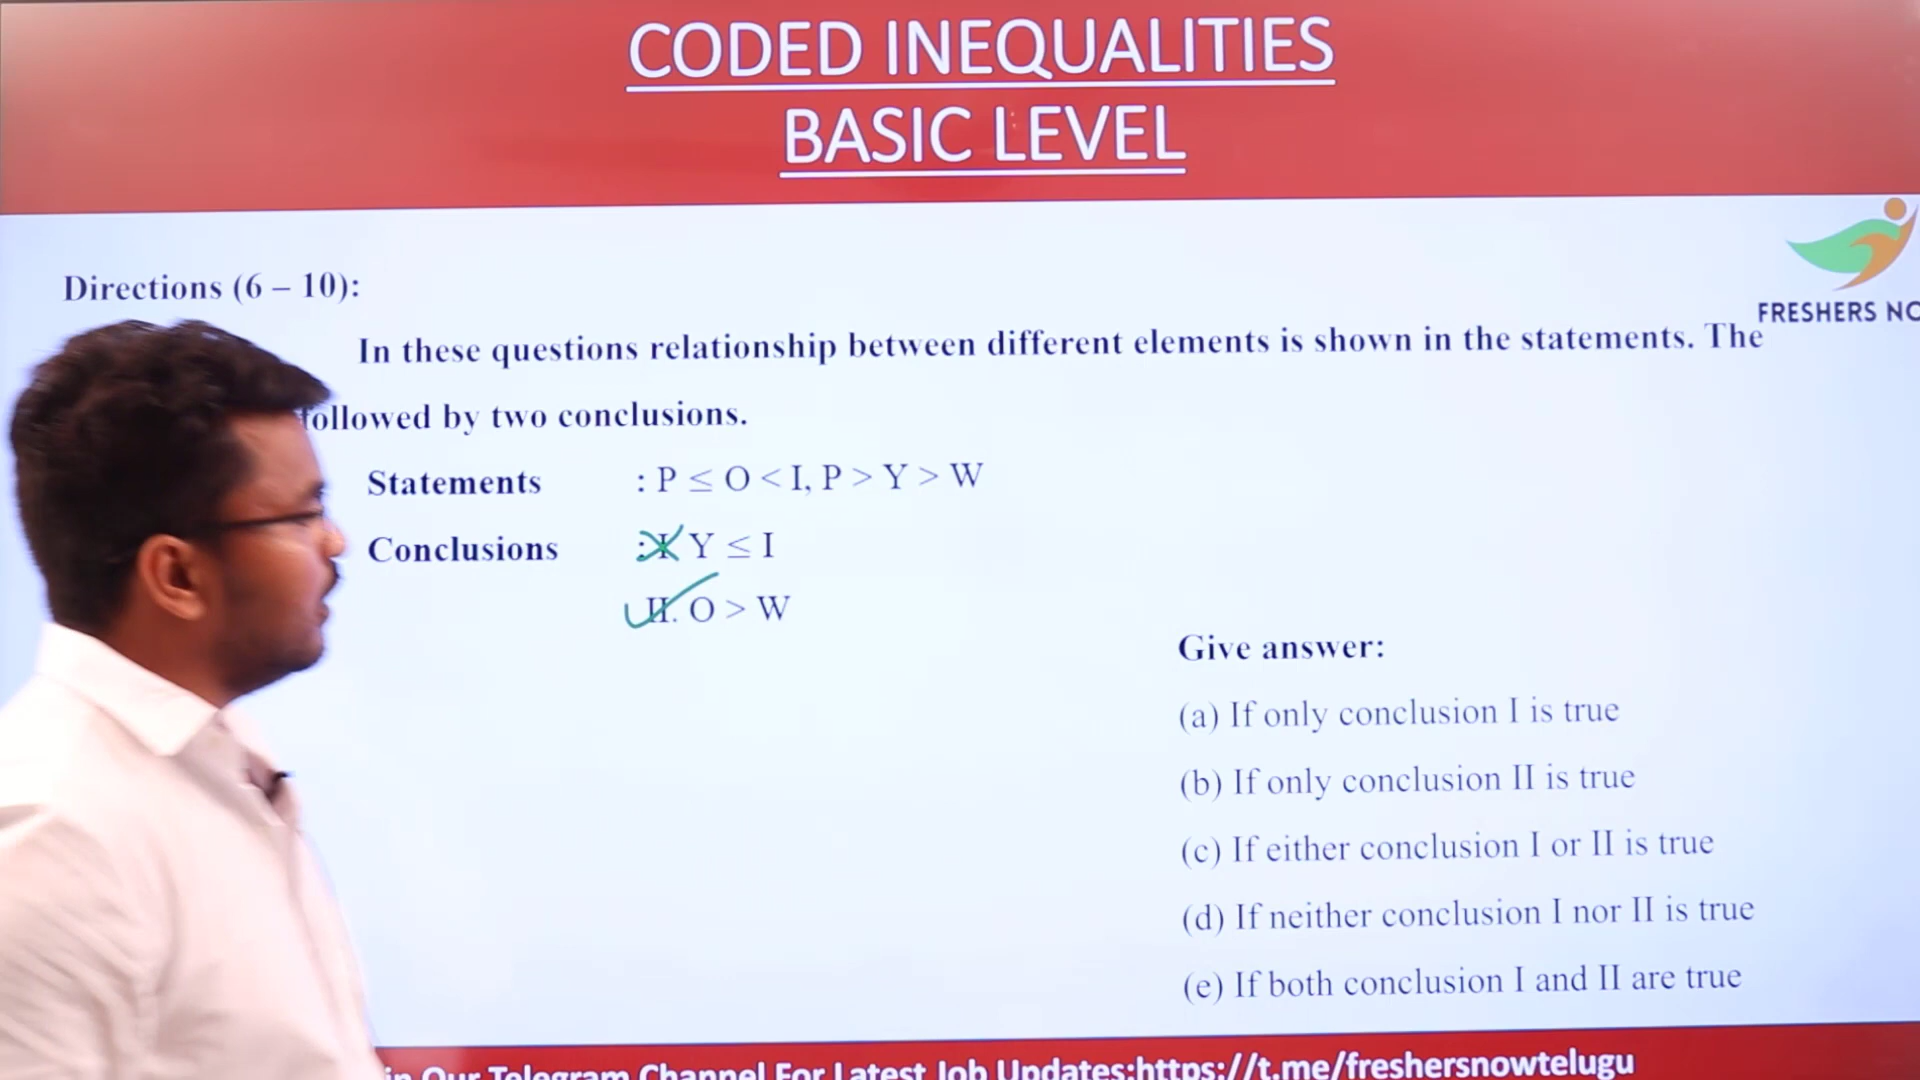 CODED INEQUALITIES
BASIC LEVEL
FRESHERS NO
Directions (6 – 10):
In these questions relationship between different elements is shown in the statements. The
followed by two conclusions.
Statements : P ≤ O < I, P > Y > W
Conclusions : I. Y ≤ I
II. O > W
Give answer:
(a) If only conclusion I is true
(b) If only conclusion II is true
(c) If either conclusion I or II is true
(d) If neither conclusion I nor II is true
(e) If both conclusion I and II are true
in Our Telegram Channel For Latest Job Updates:https://t.me/freshersnowtelugu